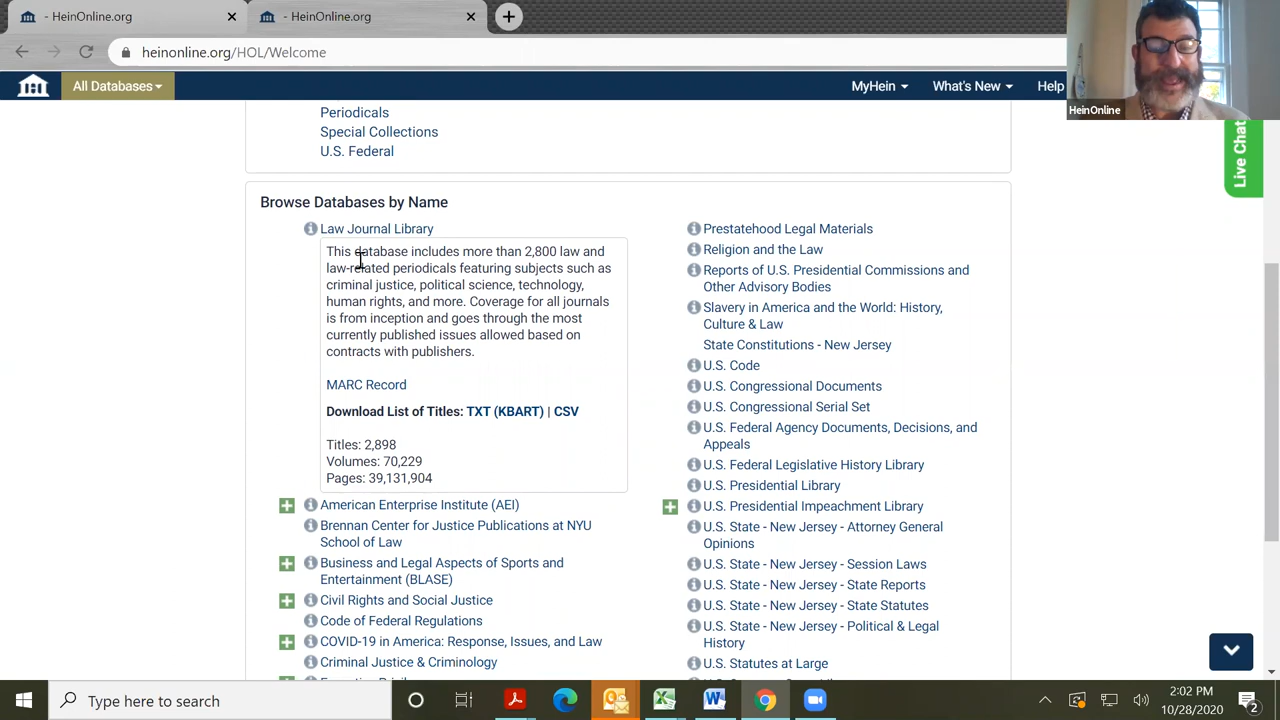 - HeinOnline.org
- HeinOnline.org
heinonline.org/HOL/Welcome
All Databases
MyHein
What's New
Help
HeinOnline
Live Chat
Periodicals
Special Collections
U.S. Federal
Browse Databases by Name
Law Journal Library
This database includes more than 2,800 law and
law-related periodicals featuring subjects such as
criminal justice, political science, technology,
human rights, and more. Coverage for all journals
is from inception and goes through the most
currently published issues allowed based on
contracts with publishers.
MARC Record
Download List of Titles: TXT (KBART) | CSV
Titles: 2,898
Volumes: 70,229
Pages: 39,131,904
American Enterprise Institute (AEI)
Brennan Center for Justice Publications at NYU
School of Law
Business and Legal Aspects of Sports and
Entertainment (BLASE)
Civil Rights and Social Justice
Code of Federal Regulations
COVID-19 in America: Response, Issues, and Law
Criminal Justice & Criminology
Prestatehood Legal Materials
Religion and the Law
Reports of U.S. Presidential Commissions and
Other Advisory Bodies
Slavery in America and the World: History,
Culture & Law
State Constitutions - New Jersey
U.S. Code
U.S. Congressional Documents
U.S. Congressional Serial Set
U.S. Federal Agency Documents, Decisions, and
Appeals
U.S. Federal Legislative History Library
U.S. Presidential Library
U.S. Presidential Impeachment Library
U.S. State - New Jersey - Attorney General
Opinions
U.S. State - New Jersey - Session Laws
U.S. State - New Jersey - State Reports
U.S. State - New Jersey - State Statutes
U.S. State - New Jersey - Political & Legal
History
U.S. Statutes at Large
Type here to search
2:02 PM
10/28/2020
2